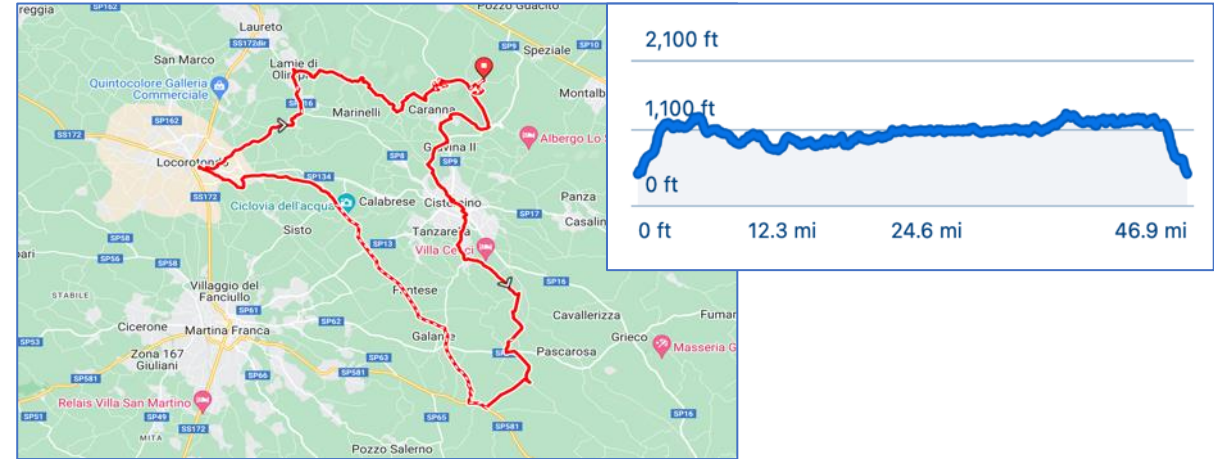 reggia
SP162
Pozzo Guacito
Laureto
SS172dir
SP9
Speziale
SP10
San Marco
Lamie di
Quintocolore Galleria
Commerciale
Montalb
Marinelli
Caranna
SP162
SS172
Albergo Lo S
SP8
SP9
Locorotondo
SP134
SS172
Ciclovia dell'acqua
Calabrese
Cisternino
Panza
SP17
Casalin
Sisto
Tanzarella
SP58
SP13
Villa Cenci
SP56
SP58
SP16
Villaggio del
Fanciullo
STABILE
SP61
Cavallerizza
Fumar
Cicerone
Martina Franca
SP62
Galante
Grieco
SP53
Masseria G
Zona 167
Giuliani
SP63
Pascarosa
SP581
SP66
SP581
Relais Villa San Martino
SP51
SP49
SP65
SP16
SS172
SP581
MITA
Pozzo Salerno
2,100 ft
1,100 ft
0 ft
0 ft
12.3 mi
24.6 mi
46.9 mi